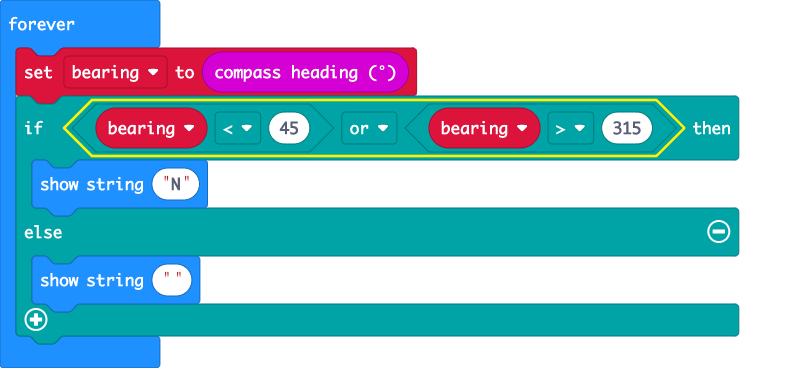 forever
set bearing to compass heading (°)
if bearing < 45 or bearing > 315 then
show string "N"
else
show string " "